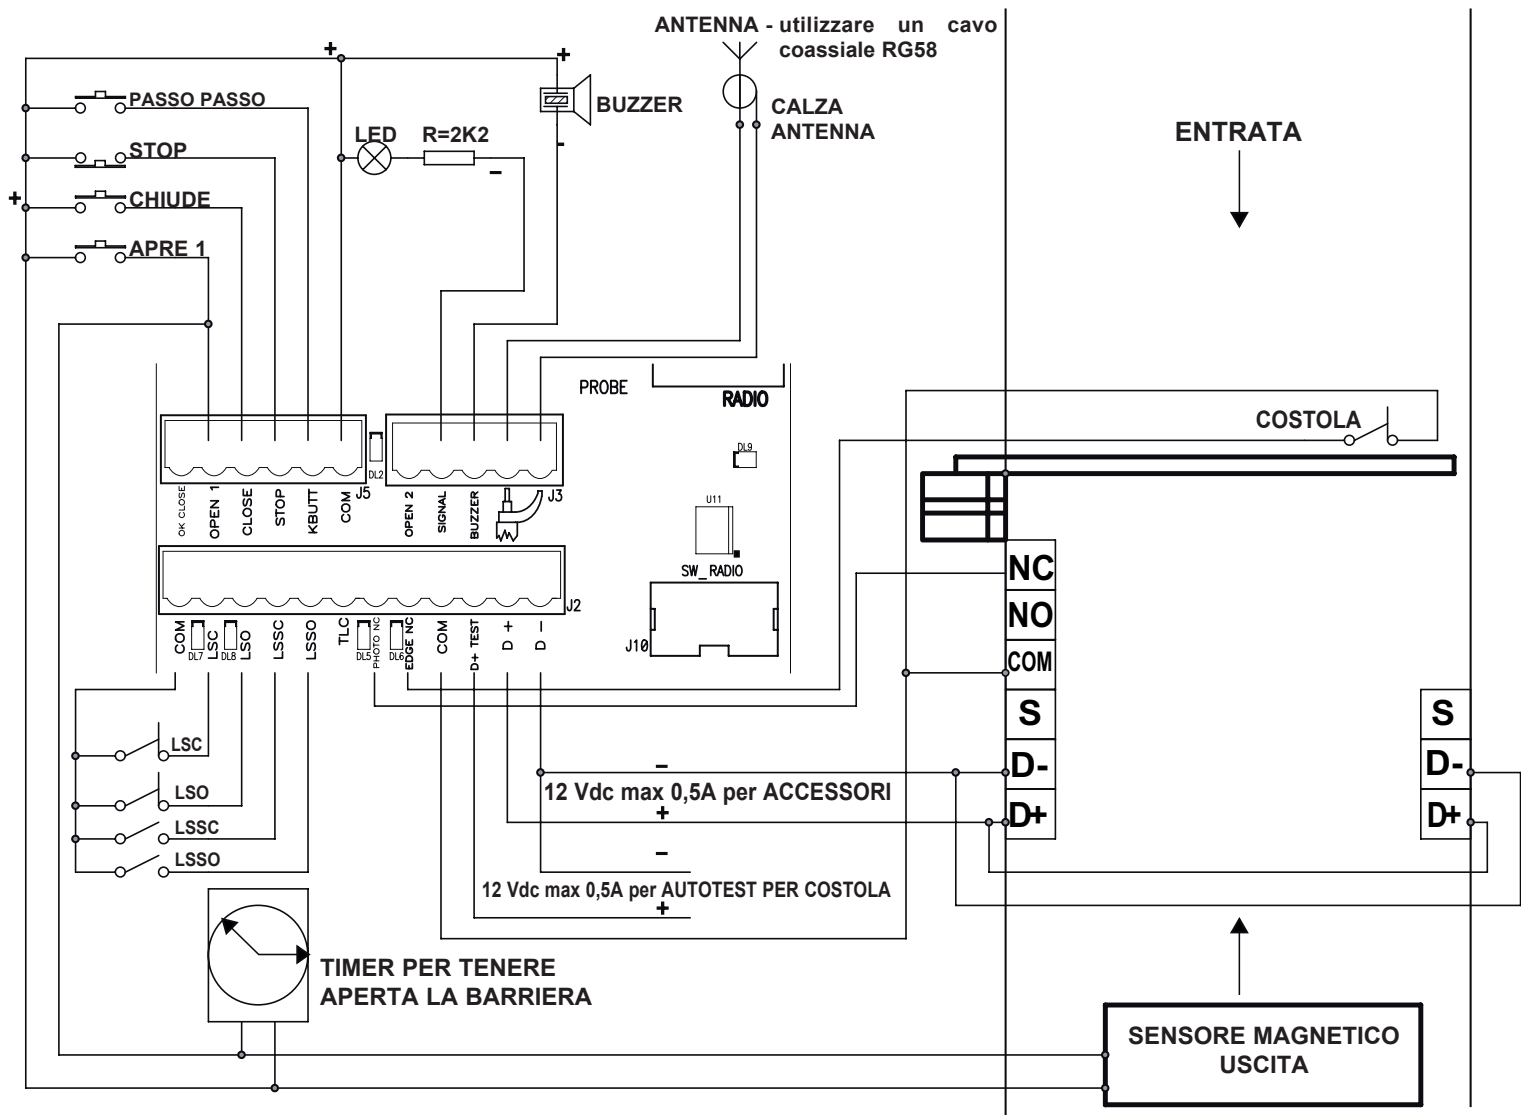 ANTENNA - utilizzare un cavo
coassiale RG58
+
+
PASSO PASSO
BUZZER
CALZA
ANTENNA
LED
R=2K2
-
ENTRATA
STOP
-
+
CHIUDE
APRE 1
PROBE
RADIO
COSTOLA
DL9
DL2
J5
J3
OK CLOSE
OPEN 1
CLOSE
STOP
KBUTT
COM
OPEN 2
SIGNAL
BUZZER
U11
SW_RADIO
NC
NO
COM
S
D-
D+
S
D-
D+
J2
J10
COM
DL7
LSC
DL8
LSO
LSSC
LSSO
TLC
DL5
PHOTO NC
DL6
EDGE NC
COM
D+ TEST
D +
D -
LSC
LSO
LSSC
LSSO
-
12 Vdc max 0,5A per ACCESSORI
+
-
12 Vdc max 0,5A per AUTOTEST PER COSTOLA
+
TIMER PER TENERE
APERTA LA BARRIERA
SENSORE MAGNETICO
USCITA